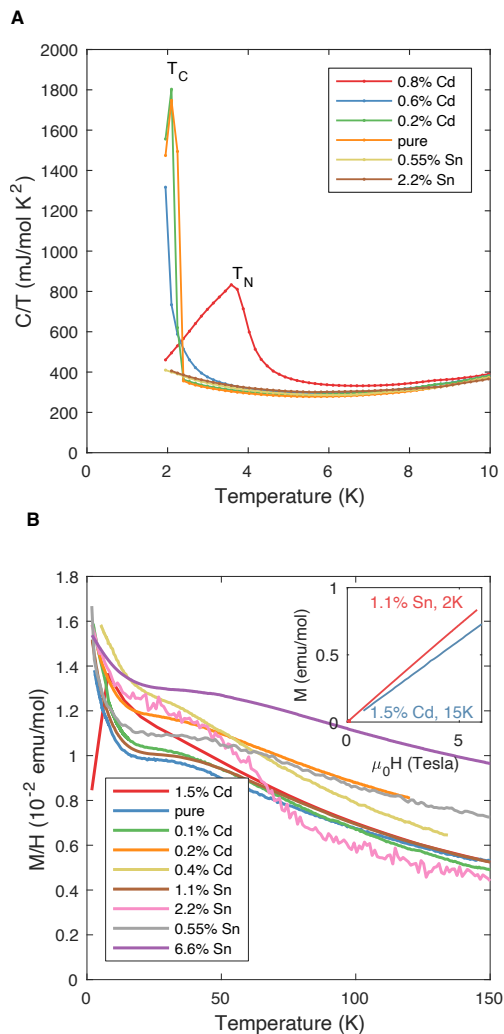 A
T_C
T_N
0.8% Cd
0.6% Cd
0.2% Cd
pure
0.55% Sn
2.2% Sn
C/T (mJ/mol K²)
2000
1800
1600
1400
1200
1000
800
600
400
200
0
0 2 4 6 8 10
Temperature (K)
B
M/H (10⁻² emu/mol)
1.8
1.6
1.4
1.2
1
0.8
0.6
0.4
0.2
0
1.5% Cd
pure
0.1% Cd
0.2% Cd
0.4% Cd
1.1% Sn
2.2% Sn
0.55% Sn
6.6% Sn
M (emu/mol)
1
0.5
0
1.1% Sn, 2K
1.5% Cd, 15K
0 5
μ₀H (Tesla)
0 50 100 150
Temperature (K)